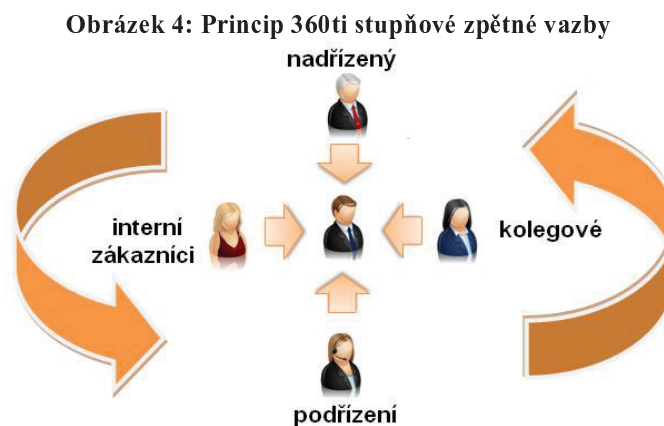 Obrázek 4: Princip 360ti stupňové zpětné vazby
nadřízený
interní
zákazníci
kolegové
podřízení